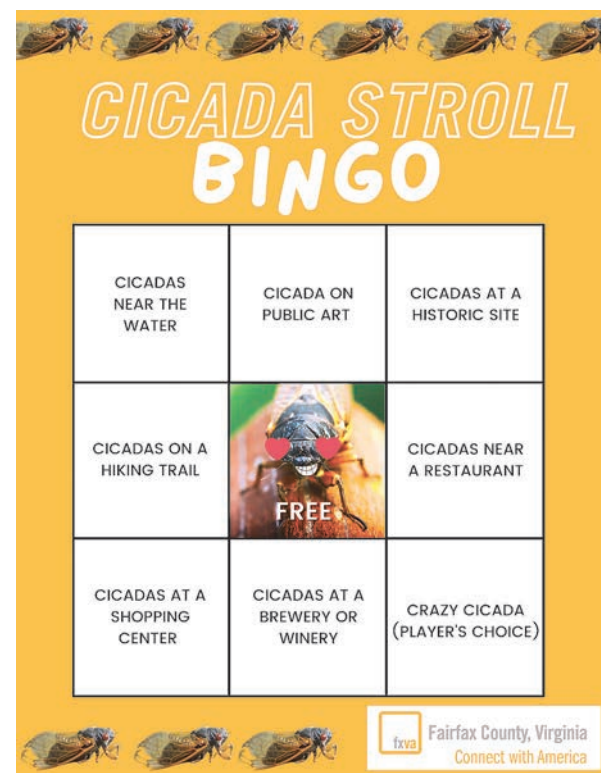 CICADA STROLL
BINGO
CICADAS
NEAR THE
WATER
CICADA ON
PUBLIC ART
CICADAS AT A
HISTORIC SITE
CICADAS ON A
HIKING TRAIL
FREE
CICADAS NEAR
A RESTAURANT
CICADAS AT A
SHOPPING
CENTER
CICADAS AT A
BREWERY OR
WINERY
CRAZY CICADA
(PLAYER'S CHOICE)
fxva
Fairfax County, Virginia
Connect with America